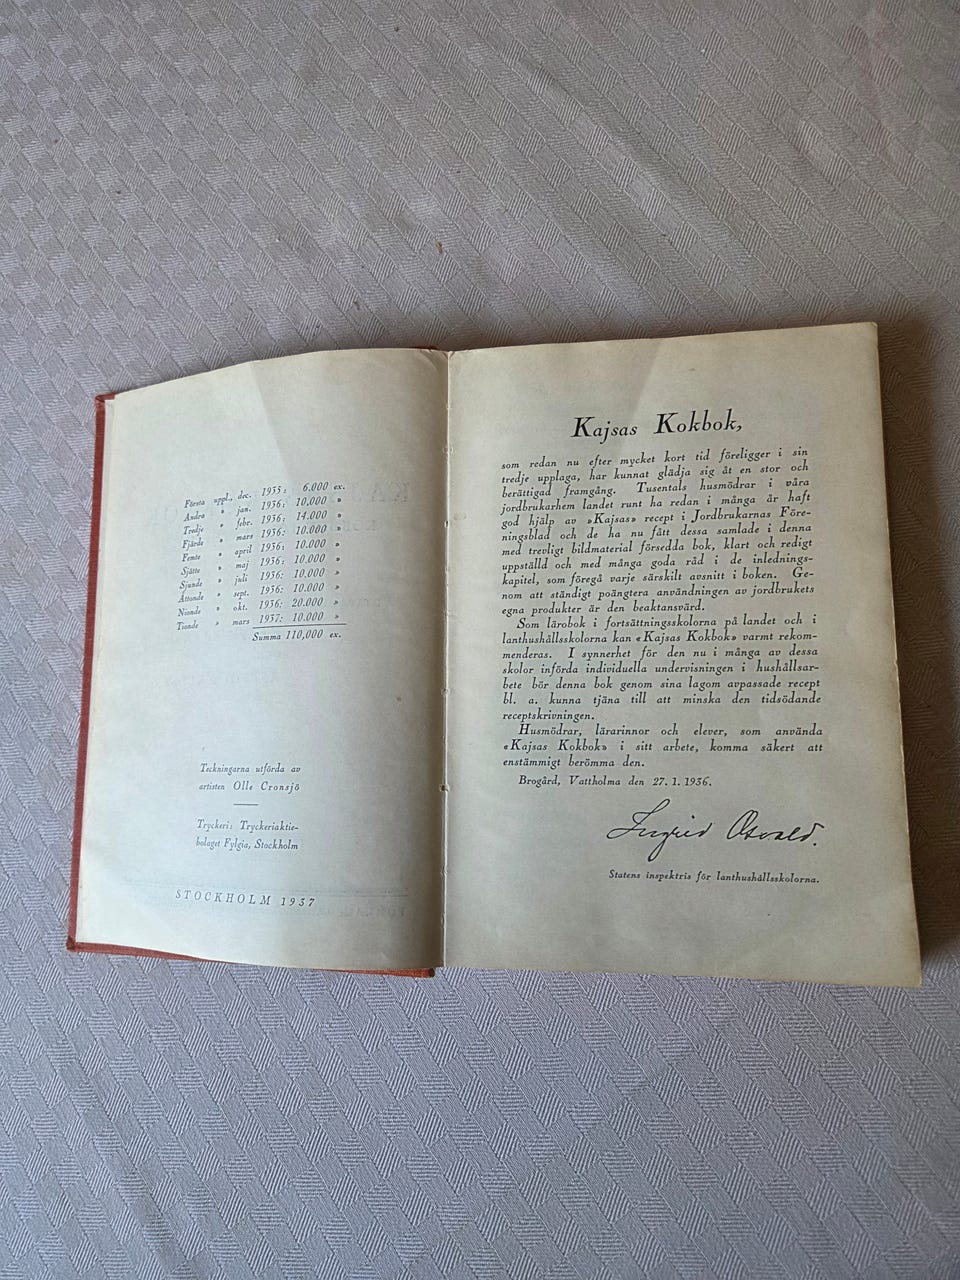 Första uppl., dec. 1935: 6.000 ex.
Andra » jan. 1936: 10.000 »
Tredje » febr. 1936: 14.000 »
Fjärde » mars 1936: 10.000 »
Femte » april 1936: 10.000 »
Sjätte » maj 1936: 10.000 »
Sjunde » juli 1936: 10.000 »
Åttonde » sept. 1936: 10.000 »
Nionde » okt. 1936: 20.000 »
Tionde » mars 1937: 10.000 »
Summa 110,000 ex.
Teckningarna utförda av
artisten Olle Cronsjö
Tryckeri: Tryckeriaktie-
bolaget Fylgia, Stockholm
STOCKHOLM 1937
Kajsas Kokbok,
som redan nu efter mycket kort tid föreligger i sin
tredje upplaga, har kunnat glädja sig åt en stor och
berättigad framgång. Tusentals husmödrar i våra
jordbrukarhem landet runt ha redan i många år haft
god hjälp av »Kajsas» recept i Jordbrukarnas Före-
ningsblad och de ha nu fått dessa samlade i denna
med trevligt bildmaterial försedda bok, klart och redigt
uppställd och med många goda råd i de inlednings-
kapitel, som föregå varje särskilt avsnitt i boken. Ge-
nom att ständigt poängtera användningen av jordbrukets
egna produkter är den beaktansvärd.
Som lärobok i fortsättningsskolorna på landet och i
lanthushållsskolorna kan «Kajsas Kokbok» varmt rekom-
menderas. I synnerhet för den nu i många av dessa
skolor införda individuella undervisningen i hushållsar-
bete bör denna bok genom sina lagom avpassade recept
bl. a. kunna tjäna till att minska den tidsödande
receptskrivningen.
Husmödrar, lärarinnor och elever, som använda
«Kajsas Kokbok» i sitt arbete, komma säkert att
enstämmigt berömma den.
Brogård, Vattholma den 27. 1. 1936.
Ingrid Osvald.
Statens inspektris för lanthushållsskolorna.